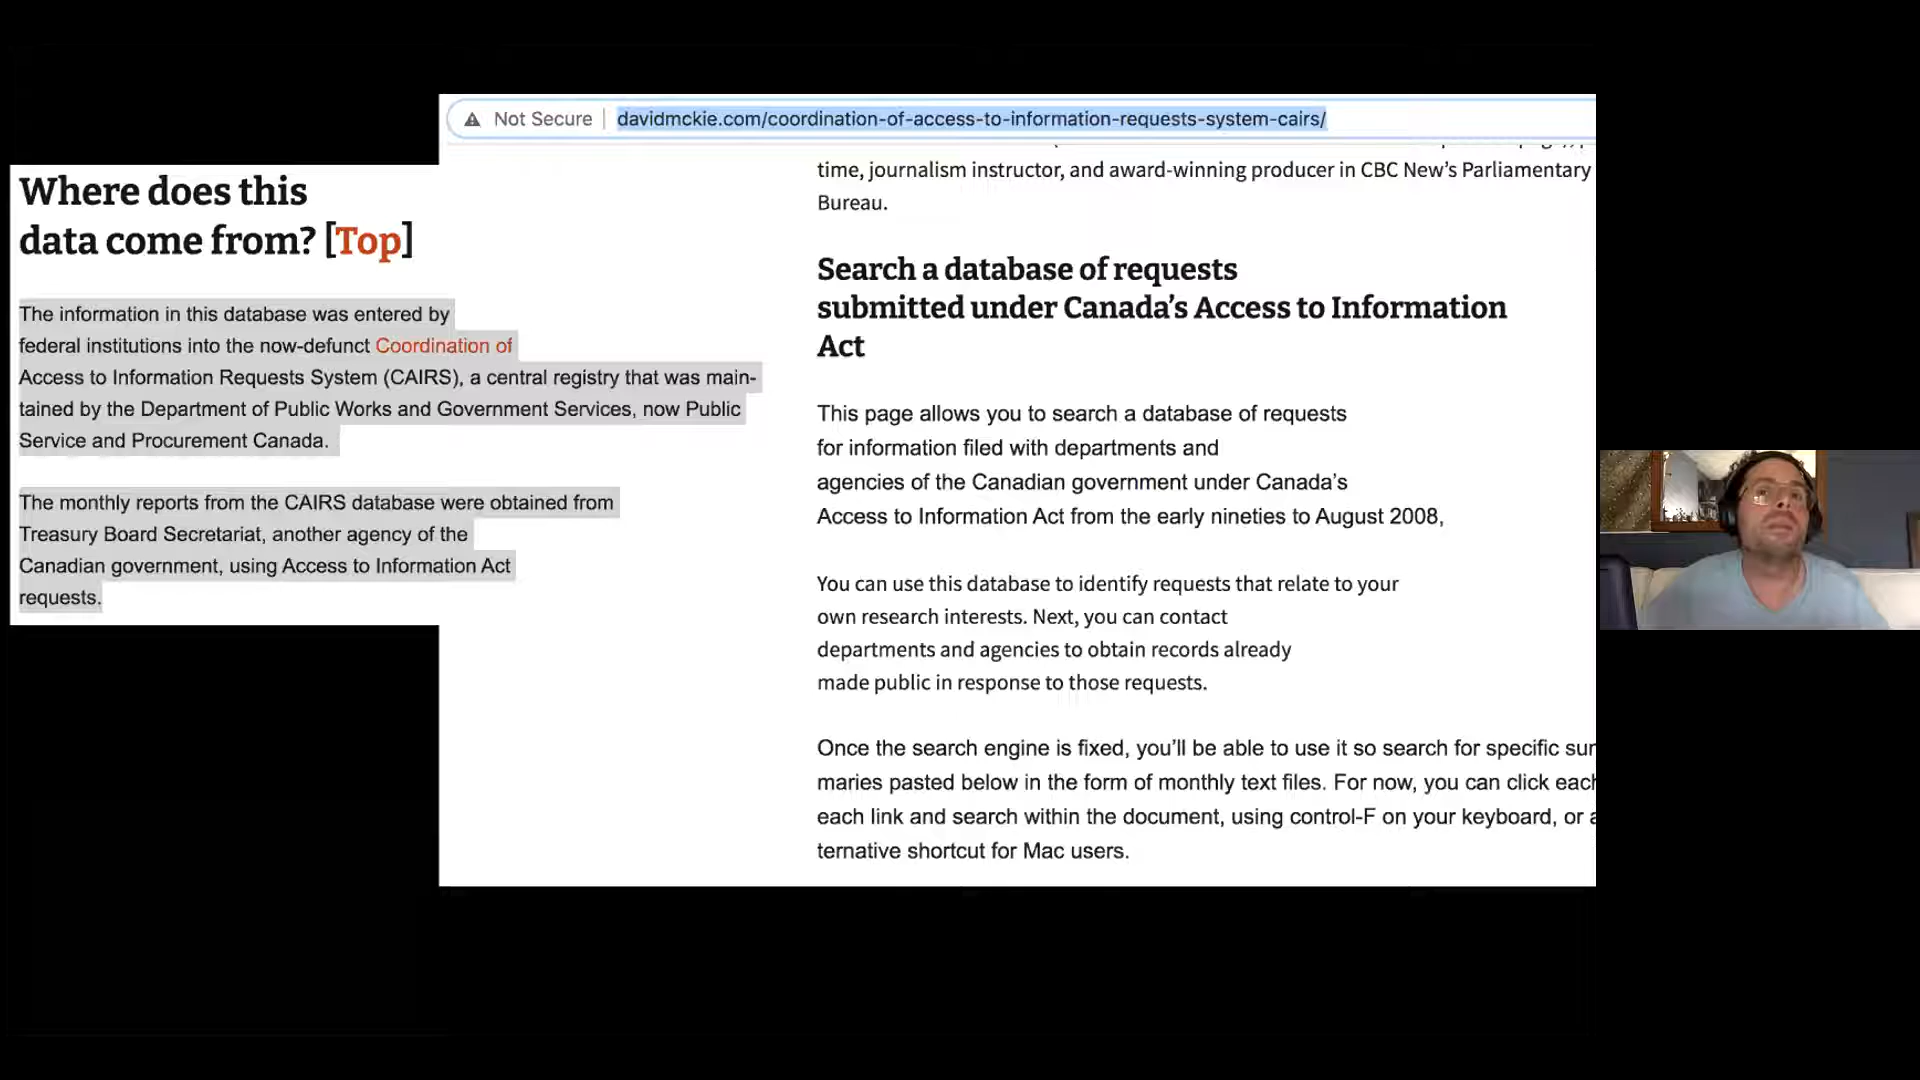 Not Secure
davidmckie.com/coordination-of-access-to-information-requests-system-cairs/
Where does this
data come from? [Top]
The information in this database was entered by
federal institutions into the now-defunct Coordination of
Access to Information Requests System (CAIRS), a central registry that was main-
tained by the Department of Public Works and Government Services, now Public
Service and Procurement Canada.
The monthly reports from the CAIRS database were obtained from
Treasury Board Secretariat, another agency of the
Canadian government, using Access to Information Act
requests.
time, journalism instructor, and award-winning producer in CBC New’s Parliamentary
Bureau.
Search a database of requests
submitted under Canada’s Access to Information
Act
This page allows you to search a database of requests
for information filed with departments and
agencies of the Canadian government under Canada’s
Access to Information Act from the early nineties to August 2008,
You can use this database to identify requests that relate to your
own research interests. Next, you can contact
departments and agencies to obtain records already
made public in response to those requests.
Once the search engine is fixed, you’ll be able to use it so search for specific
maries pasted below in the form of monthly text files. For now, you can click
each link and search within the document, using control-F on your keyboard, or
ternative shortcut for Mac users.